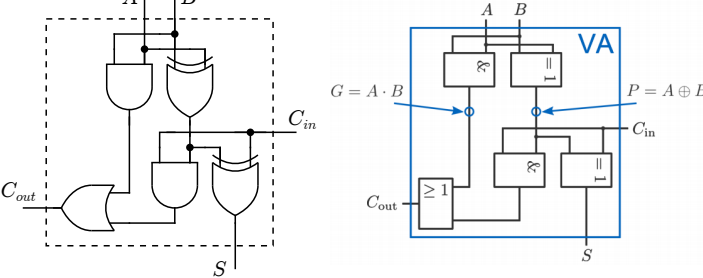 A B
C_in
C_out
S
A B
VA
&
=1
G = A · B
P = A ⊕ B
C_in
&
=1
≥ 1
C_out
S